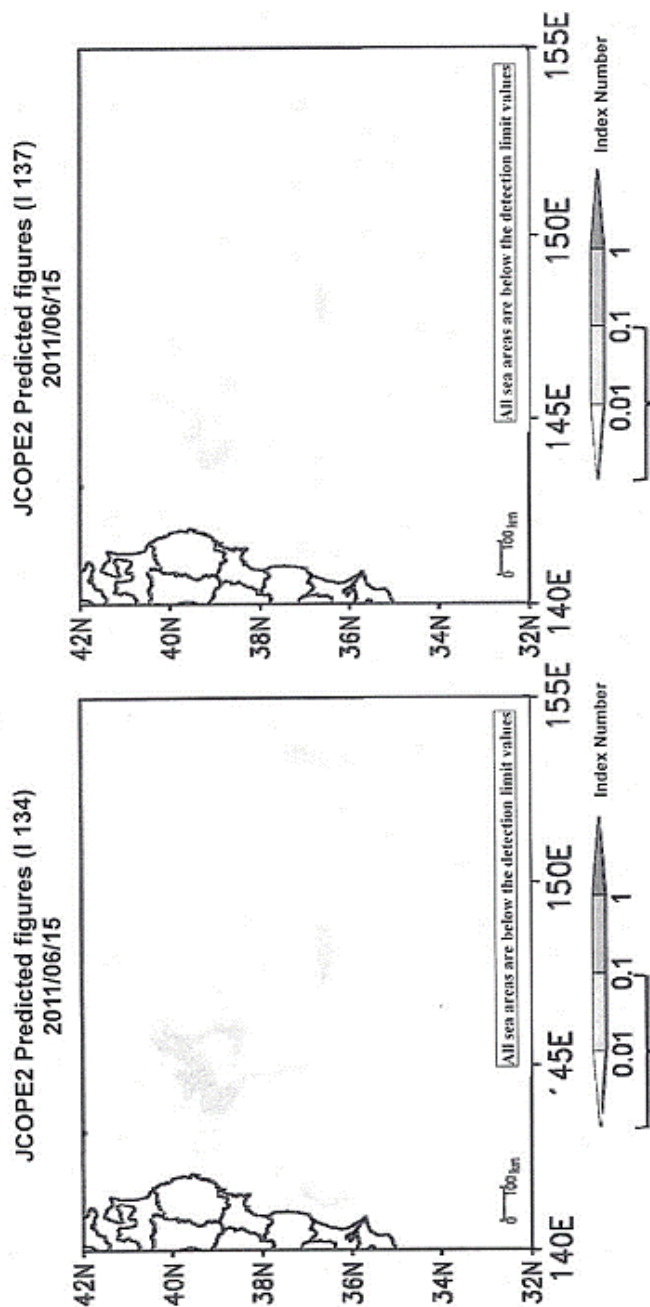 JCOPE2 Predicted figures (I 134)
2011/06/15
42N
40N
38N
36N
34N
32N
140E
145E
150E
155E
0 100 km
All sea areas are below the detection limit values
0.01
0.1
1
Index Number
JCOPE2 Predicted figures (I 137)
2011/06/15
42N
40N
38N
36N
34N
32N
140E
145E
150E
155E
0 100 km
All sea areas are below the detection limit values
0.01
0.1
1
Index Number